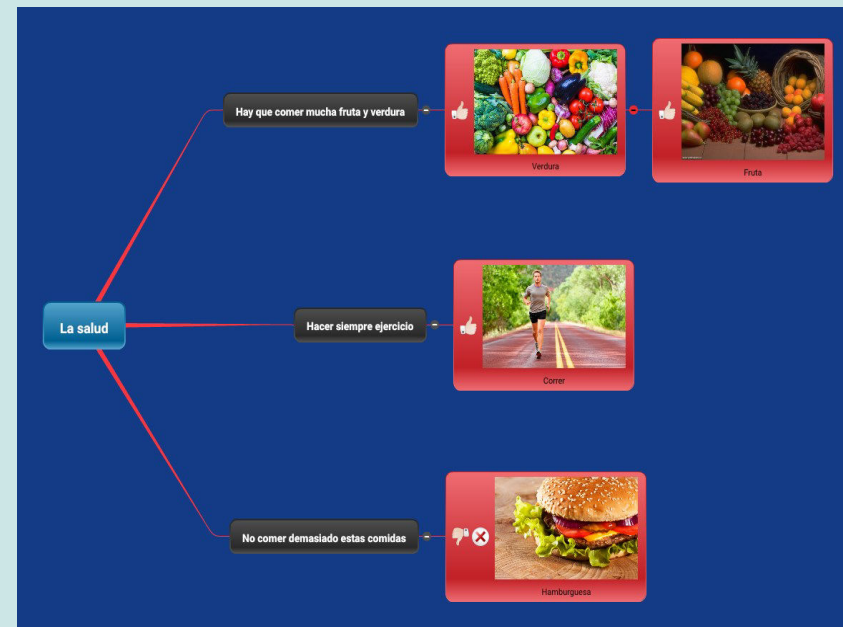 Hay que comer mucha fruta y verdura
Verdura
Fruta
La salud
Hacer siempre ejercicio
Correr
No comer demasiado estas comidas
Hamburguesa